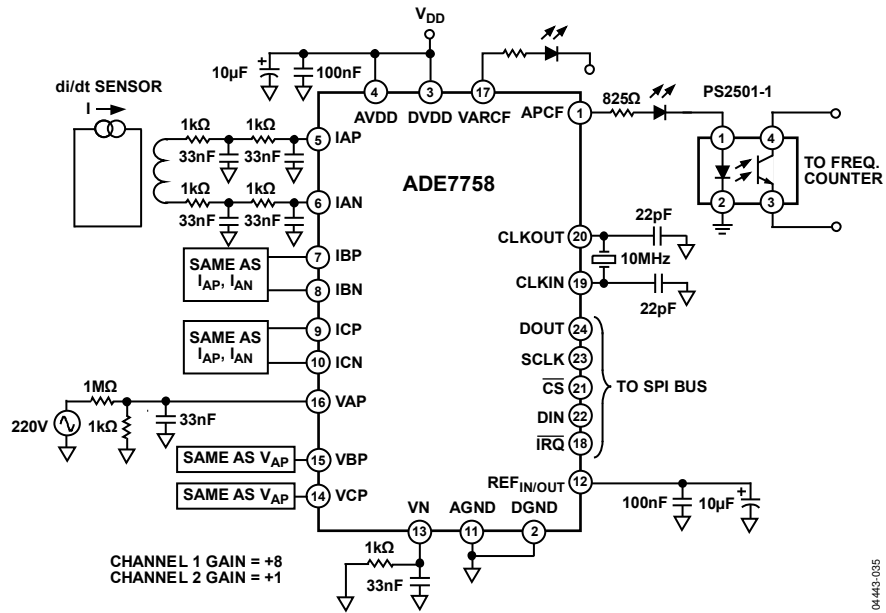 VDD
10µF
+
100nF
4
3
17
AVDD
DVDD
VARCF
di/dt SENSOR
I
1kΩ
1kΩ
33nF
33nF
5
IAP
1kΩ
1kΩ
33nF
33nF
6
IAN
ADE7758
APCF
1
825Ω
PS2501-1
1
4
2
3
TO FREQ.
COUNTER
SAME AS
IAP, IAN
7
IBP
8
IBN
SAME AS
IAP, IAN
9
ICP
10
ICN
CLKOUT
20
22pF
10MHz
CLKIN
19
22pF
DOUT
24
SCLK
23
CS
21
DIN
22
IRQ
18
TO SPI BUS
220V
1MΩ
1kΩ
33nF
16
VAP
SAME AS VAP
15
VBP
SAME AS VAP
14
VCP
REFIN/OUT
12
100nF
10µF
+
VN
AGND
DGND
13
11
2
1kΩ
33nF
CHANNEL 1 GAIN = +8
CHANNEL 2 GAIN = +1
04443-035